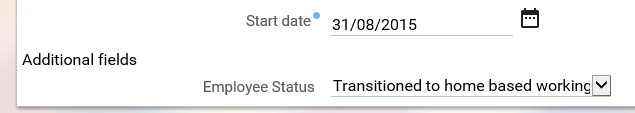 Start date 31/08/2015
Additional fields
Employee Status Transitioned to home based working